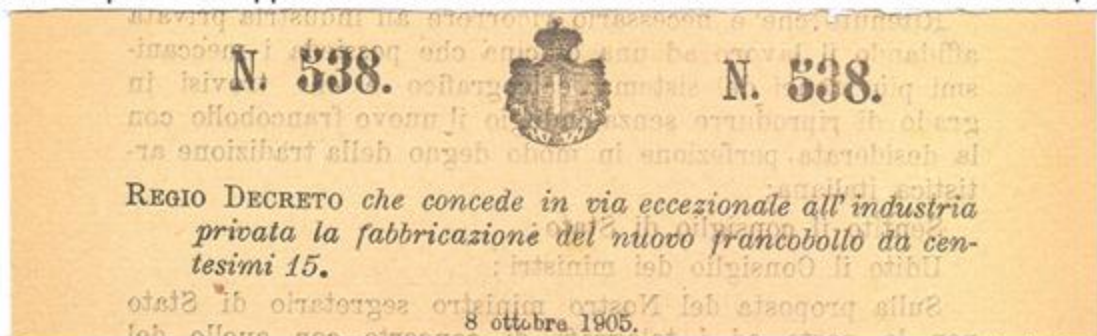 N. 538. N. 538.
REGIO DECRETO che concede in via eccezionale all'industria
privata la fabbricazione del nuovo francobollo da cen-
tesimi 15.
8 ottobre 1905.